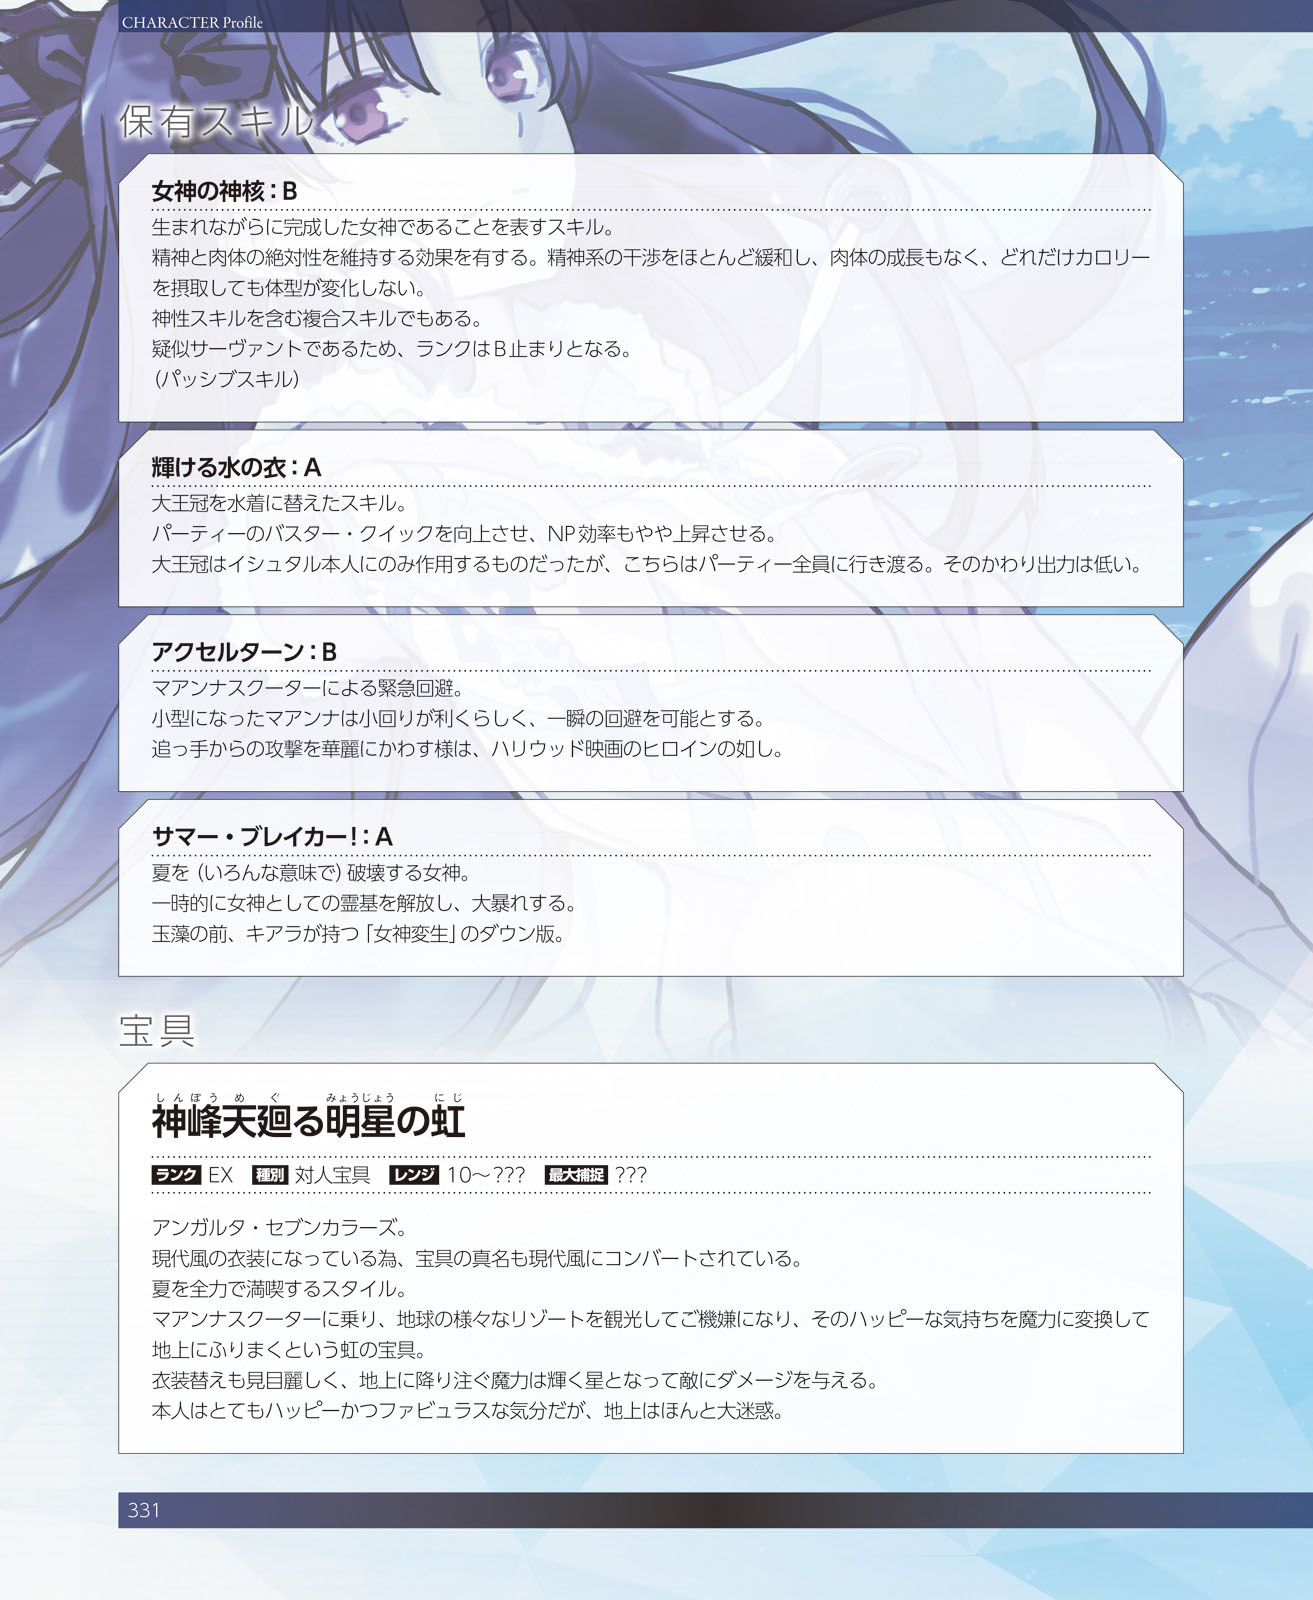 CHARACTER Profile
保有スキル
女神の神核：B
生まれながらに完成した女神であることを表すスキル。
精神と肉体の絶対性を維持する効果を有する。精神系の干渉をほとんど緩和し、肉体の成長もなく、どれだけカロリー
を摂取しても体型が変化しない。
神性スキルを含む複合スキルでもある。
疑似サーヴァントであるため、ランクはB止まりとなる。
（パッシブスキル）
輝ける水の衣：A
大王冠を水着に替えたスキル。
パーティーのバスター・クイックを向上させ、NP効率もやや上昇させる。
大王冠はイシュタル本人にのみ作用するものだったが、こちらはパーティー全員に行き渡る。そのかわり出力は低い。
アクセルターン：B
マアンナスクーターによる緊急回避。
小型になったマアンナは小回りが利くらしく、一瞬の回避を可能とする。
追っ手からの攻撃を華麗にかわす様は、ハリウッド映画のヒロインの如し。
サマー・ブレイカー！：A
夏を（いろんな意味で）破壊する女神。
一時的に女神としての霊基を解放し、大暴れする。
玉藻の前、キアラが持つ「女神変生」のダウン版。
宝具
しんぽう め ぐ みょうじょう にじ
神峰天廻る明星の虹
ランク EX 種別 対人宝具 レンジ 10〜??? 最大捕捉 ???
アンガルタ・セブンカラーズ。
現代風の衣装になっている為、宝具の真名も現代風にコンバートされている。
夏を全力で満喫するスタイル。
マアンナスクーターに乗り、地球の様々なリゾートを観光してご機嫌になり、そのハッピーな気持ちを魔力に変換して
地上にふりまくという虹の宝具。
衣装替えも見目麗しく、地上に降り注ぐ魔力は輝く星となって敵にダメージを与える。
本人はとてもハッピーかつファビュラスな気分だが、地上はほんと大迷惑。
331